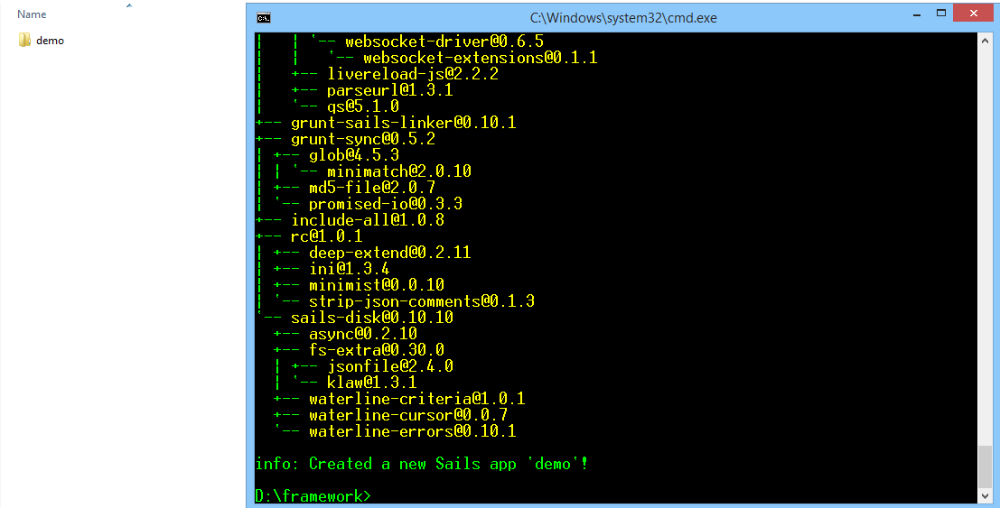 Name
demo
C:\Windows\system32\cmd.exe
| | `-- websocket-driver@0.6.5
| | `-- websocket-extensions@0.1.1
| +-- livereload-js@2.2.2
| +-- parseurl@1.3.1
| `-- qs@5.1.0
+-- grunt-sails-linker@0.10.1
+-- grunt-sync@0.5.2
| +-- glob@4.5.3
| | `-- minimatch@2.0.10
| +-- md5-file@2.0.7
| `-- promised-io@0.3.3
+-- include-all@1.0.8
+-- rc@1.0.1
| +-- deep-extend@0.2.11
| +-- ini@1.3.4
| +-- minimist@0.0.10
| `-- strip-json-comments@0.1.3
`-- sails-disk@0.10.10
+-- async@0.2.10
+-- fs-extra@0.30.0
| +-- jsonfile@2.4.0
| `-- klaw@1.3.1
+-- waterline-criteria@1.0.1
+-- waterline-cursor@0.0.7
`-- waterline-errors@0.10.1
info: Created a new Sails app `demo`!
D:\framework>